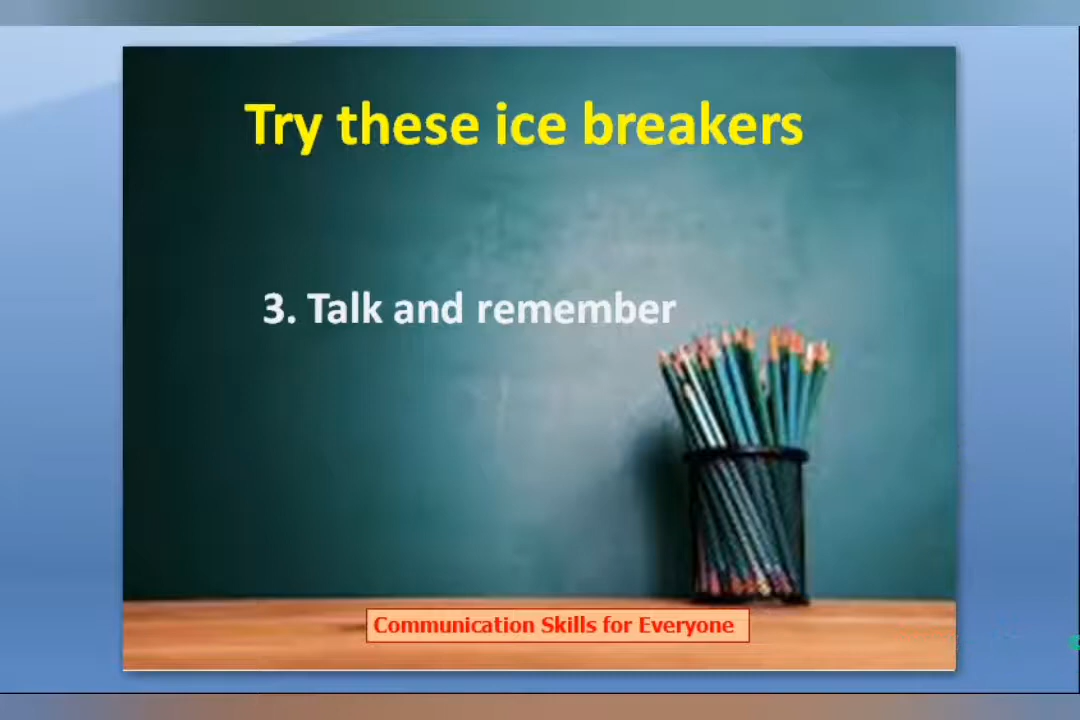 Try these ice breakers
3. Talk and remember
Communication Skills for Everyone